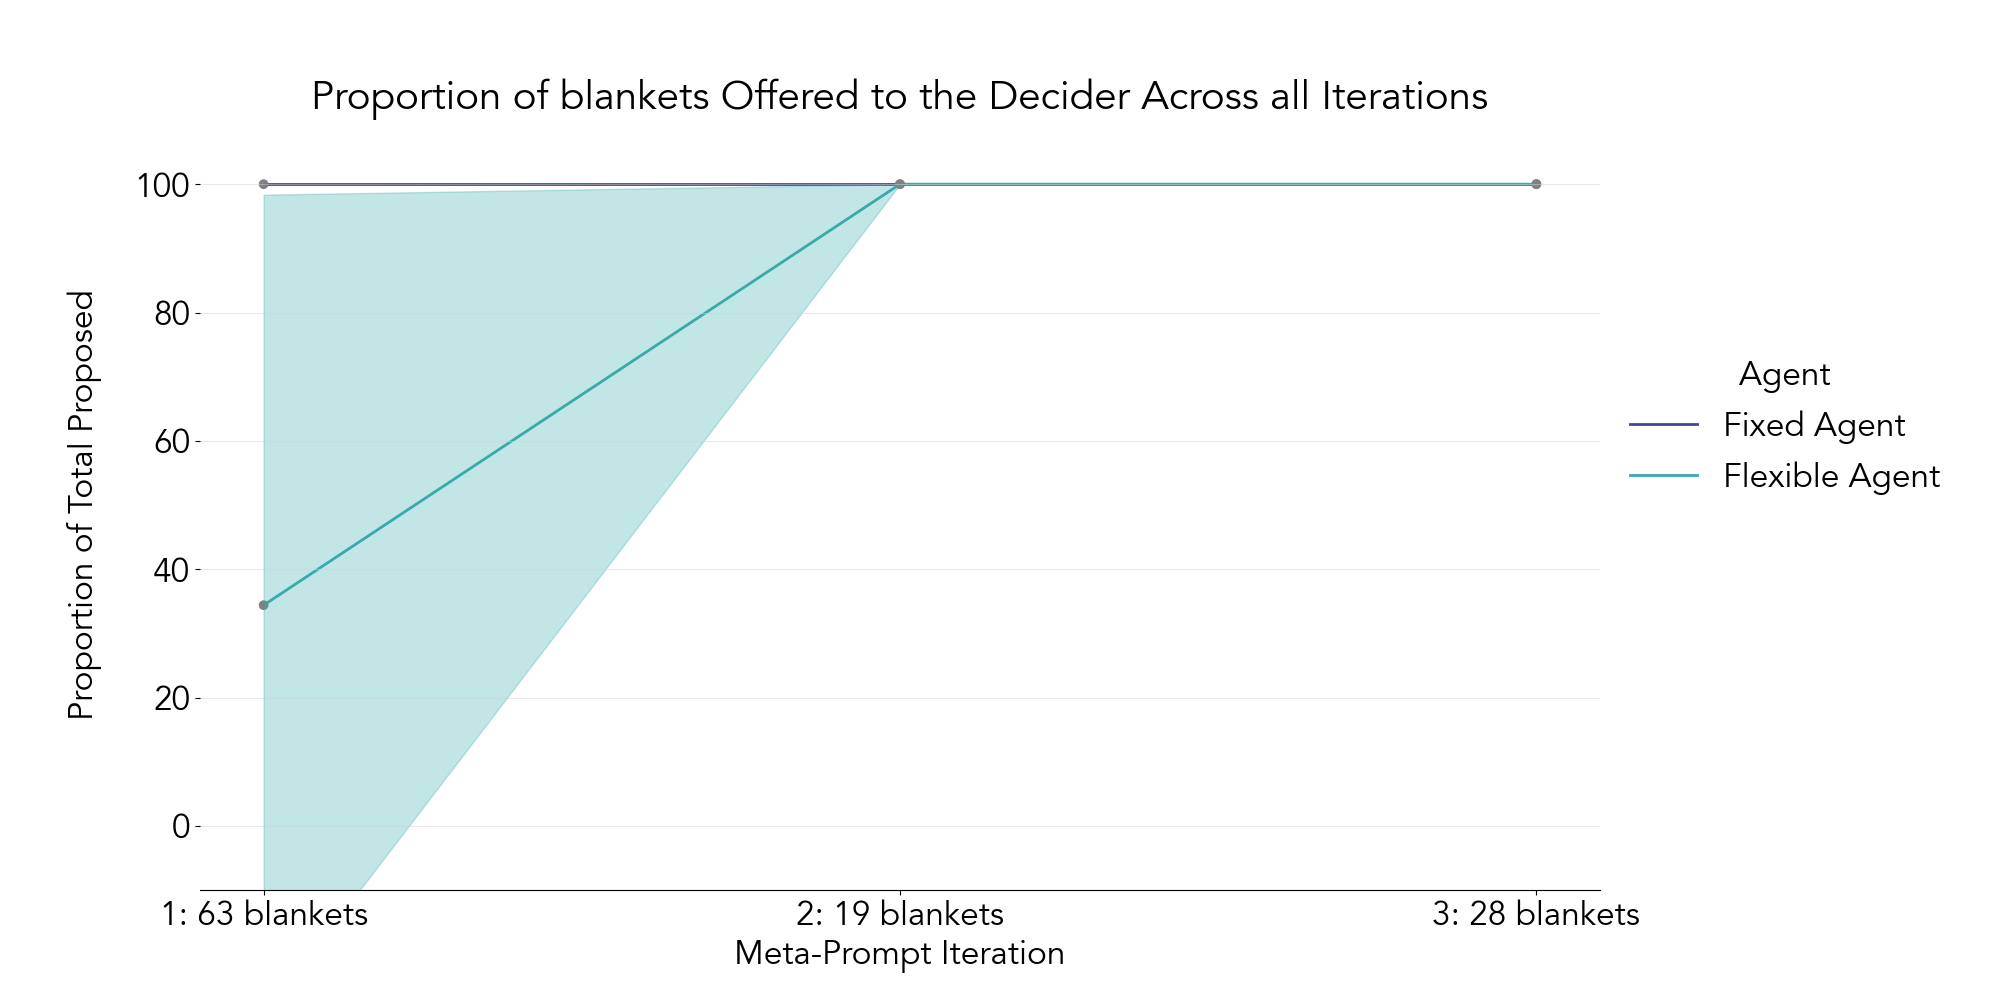 Proportion of blankets Offered to the Decider Across all Iterations
Proportion of Total Proposed
100
80
60
40
20
0
1: 63 blankets
2: 19 blankets
3: 28 blankets
Meta-Prompt Iteration
Agent
Fixed Agent
Flexible Agent